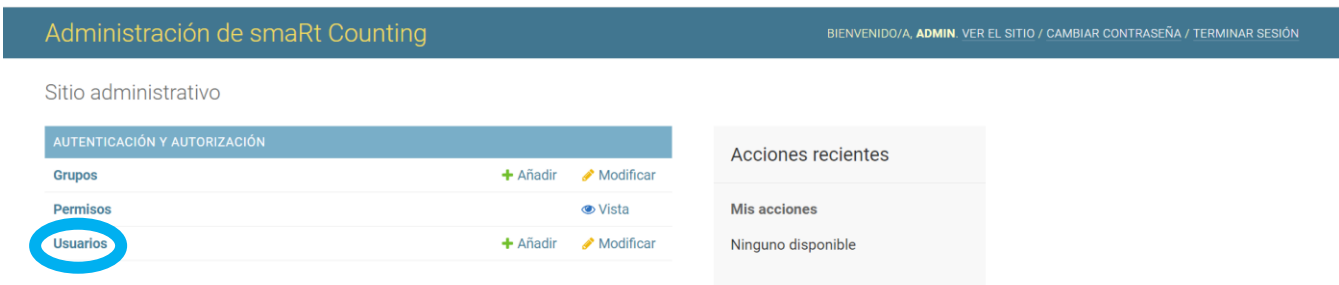 Administración de smaRt Counting
BIENVENIDO/A, ADMIN. VER EL SITIO / CAMBIAR CONTRASEÑA / TERMINAR SESIÓN
Sitio administrativo
AUTENTICACIÓN Y AUTORIZACIÓN
Grupos Añadir Modificar
Permisos Vista
Usuarios Añadir Modificar
Acciones recientes
Mis acciones
Ninguno disponible